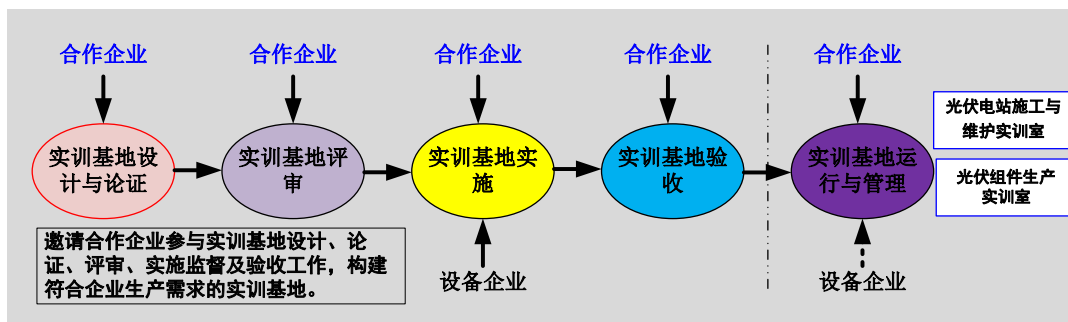 合作企业
合作企业
合作企业
合作企业
合作企业
实训基地设
计与论证
实训基地评
审
实训基地实
施
实训基地验
收
实训基地运
行与管理
光伏电站施工与
维护实训室
光伏组件生产
实训室
邀请合作企业参与实训基地设计、论
证、评审、实施监督及验收工作，构建
符合企业生产需求的实训基地。
设备企业
设备企业